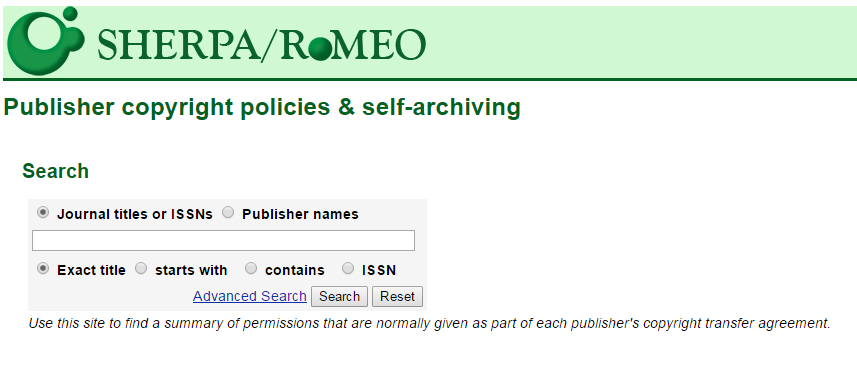 SHERPA/RoMEO
Publisher copyright policies & self-archiving
Search
Journal titles or ISSNs Publisher names
Exact title starts with contains ISSN
Advanced Search Search Reset
Use this site to find a summary of permissions that are normally given as part of each publisher's copyright transfer agreement.